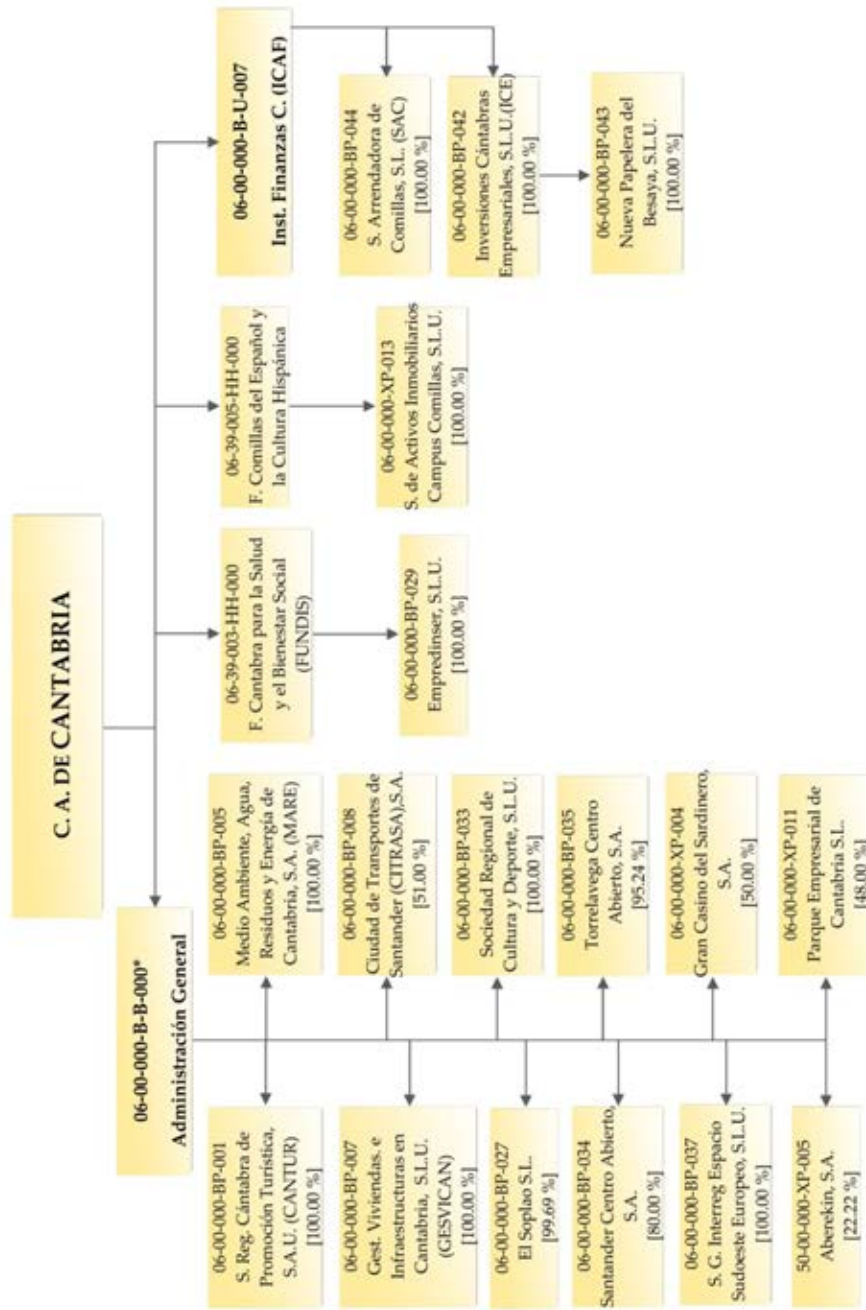 C. A. DE CANTABRIA
06-00-000-B-B-000*
Administración General
06-00-000-BP-001
S. Reg. Cántabra de
Promoción Turística,
S.A.U. (CANTUR)
[100.00 %]
06-00-000-BP-005
Medio Ambiente, Agua,
Residuos y Energía de
Cantabria, S.A. (MARE)
[100.00 %]
06-00-000-BP-007
Gest. Viviendas. e
Infraestructuras en
Cantabria, S.L.U.
(GESVICAN)
[100.00 %]
06-00-000-BP-008
Ciudad de Transportes de
Santander (CITRASA),S.A.
[51.00 %]
06-00-000-BP-027
El Soplao S.L.
[99.69 %]
06-00-000-BP-033
Sociedad Regional de
Cultura y Deporte, S.L.U.
[100.00 %]
06-00-000-BP-034
Santander Centro Abierto,
S.A.
[80.00 %]
06-00-000-BP-035
Torrelavega Centro
Abierto, S.A.
[95.24 %]
06-00-000-BP-037
S. G. Interreg Espacio
Sudoeste Europeo, S.L.U.
[100.00 %]
06-00-000-XP-004
Gran Casino del Sardinero,
S.A.
[50.00 %]
50-00-000-XP-005
Aberekin, S.A.
[22.22 %]
06-00-000-XP-011
Parque Empresarial de
Cantabria S.L.
[48.00 %]
06-39-003-HH-000
F. Cantabra para la Salud
y el Bienestar Social
(FUNDIS)
06-00-000-BP-029
Empredinser, S.L.U.
[100.00 %]
06-39-005-HH-000
F. Comillas del Español y
la Cultura Hispánica
06-00-000-XP-013
S. de Activos Inmobiliarios
Campus Comillas, S.L.U.
[100.00 %]
06-00-000-B-U-007
Inst. Finanzas C. (ICAF)
06-00-000-BP-044
S. Arrendadora de
Comillas, S.L. (SAC)
[100.00 %]
06-00-000-BP-042
Inversiones Cántabras
Empresariales, S.L.U.(ICE)
[100.00 %]
06-00-000-BP-043
Nueva Papelera del
Besaya, S.L.U.
[100.00 %]